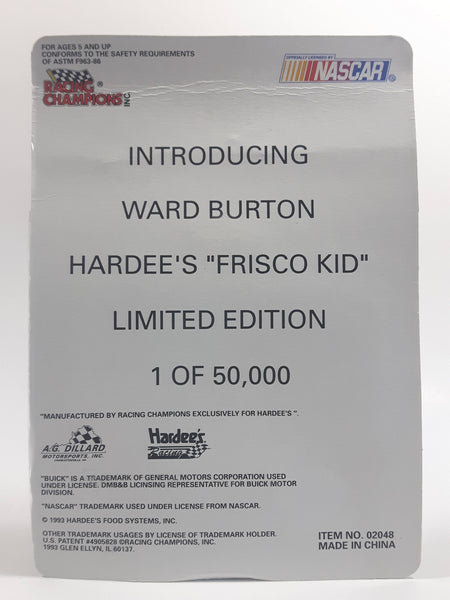 FOR AGES 5 AND UP
CONFORMS TO THE SAFETY REQUIREMENTS
OF ASTM F963-86
RACING
CHAMPIONS INC.
®
OFFICIALLY LICENSED BY
NASCAR®
INTRODUCING
WARD BURTON
HARDEE'S "FRISCO KID"
LIMITED EDITION
1 OF 50,000
"MANUFACTURED BY RACING CHAMPIONS EXCLUSIVELY FOR HARDEE'S ".
A.G. DILLARD
MOTORSPORTS, INC.
Hardee's
Racing
"BUICK" IS A TRADEMARK OF GENERAL MOTORS CORPORATION USED
UNDER LICENSE. DMB&B LICINSING REPRESENTATIVE FOR BUICK MOTOR
DIVISION.
"NASCAR" TRADEMARK USED UNDER LICENSE FROM NASCAR.
© 1993 HARDEE'S FOOD SYSTEMS, INC.
OTHER TRADEMARK USAGES BY LICENSE OF TRADEMARK HOLDER.
U.S. PATENT #4905828 ©RACING CHAMPIONS, INC.
1993 GLEN ELLYN, IL 60137.
ITEM NO. 02048
MADE IN CHINA